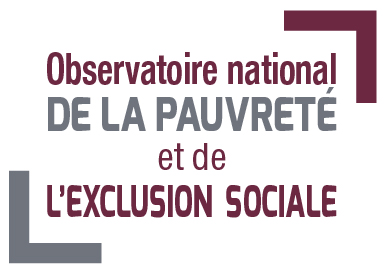 Observatoire national
DE LA PAUVRETÉ
et de
L'EXCLUSION SOCIALE